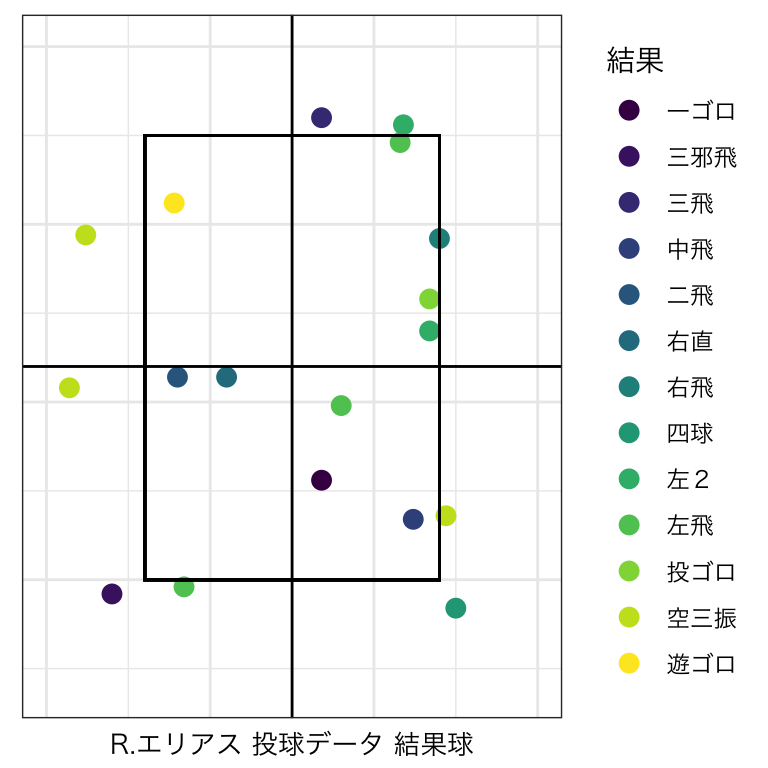 結果
一ゴロ
三邪飛
三飛
中飛
二飛
右直
右飛
四球
左２
左飛
投ゴロ
空三振
遊ゴロ
R.エリアス 投球データ 結果球